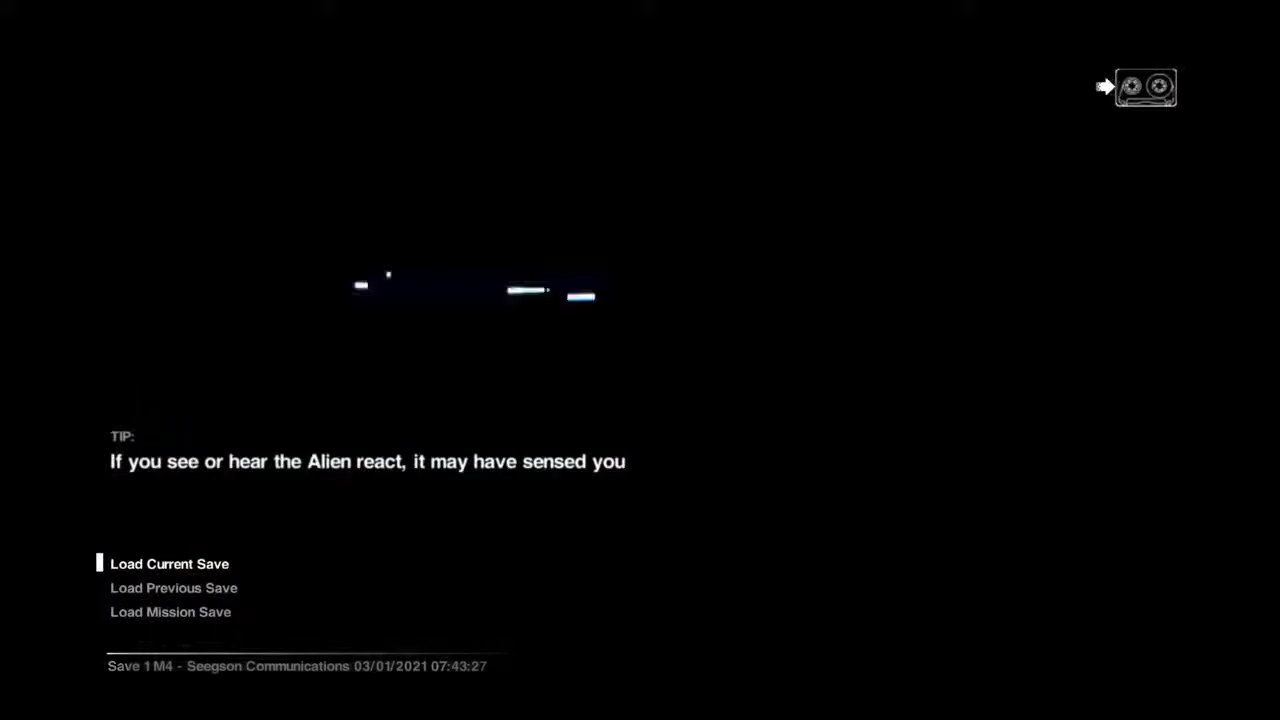 TIP:
If you see or hear the Alien react, it may have sensed you
Load Current Save
Load Previous Save
Load Mission Save
Save 1 M4 - Seegson Communications 03/01/2021 07:43:27